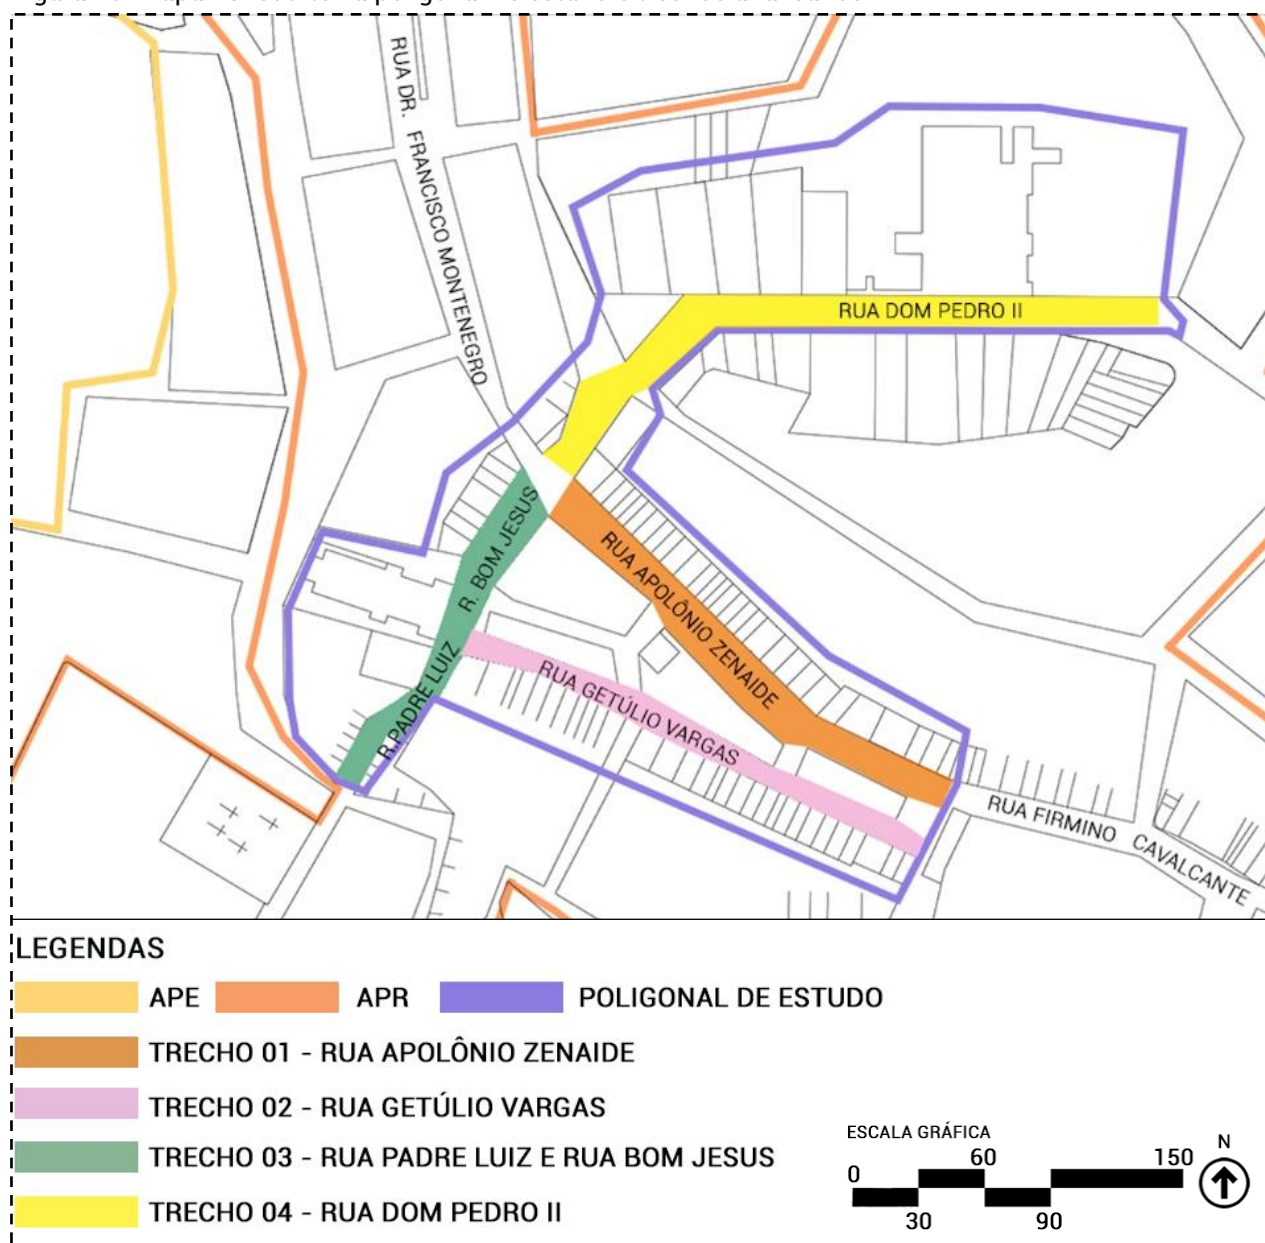 RUA DR. FRANCISCO MONTENEGRO
RUA DOM PEDRO II
R. BOM JESUS
RUA APOLÔNIO ZENAIDE
R.PADRE LUIZ
RUA GETÚLIO VARGAS
RUA FIRMINO CAVALCANTE
LEGENDAS
APE APR POLIGONAL DE ESTUDO
TRECHO 01 - RUA APOLÔNIO ZENAIDE
TRECHO 02 - RUA GETÚLIO VARGAS
TRECHO 03 - RUA PADRE LUIZ E RUA BOM JESUS
TRECHO 04 - RUA DOM PEDRO II
ESCALA GRÁFICA
0 60 150
30 90
N